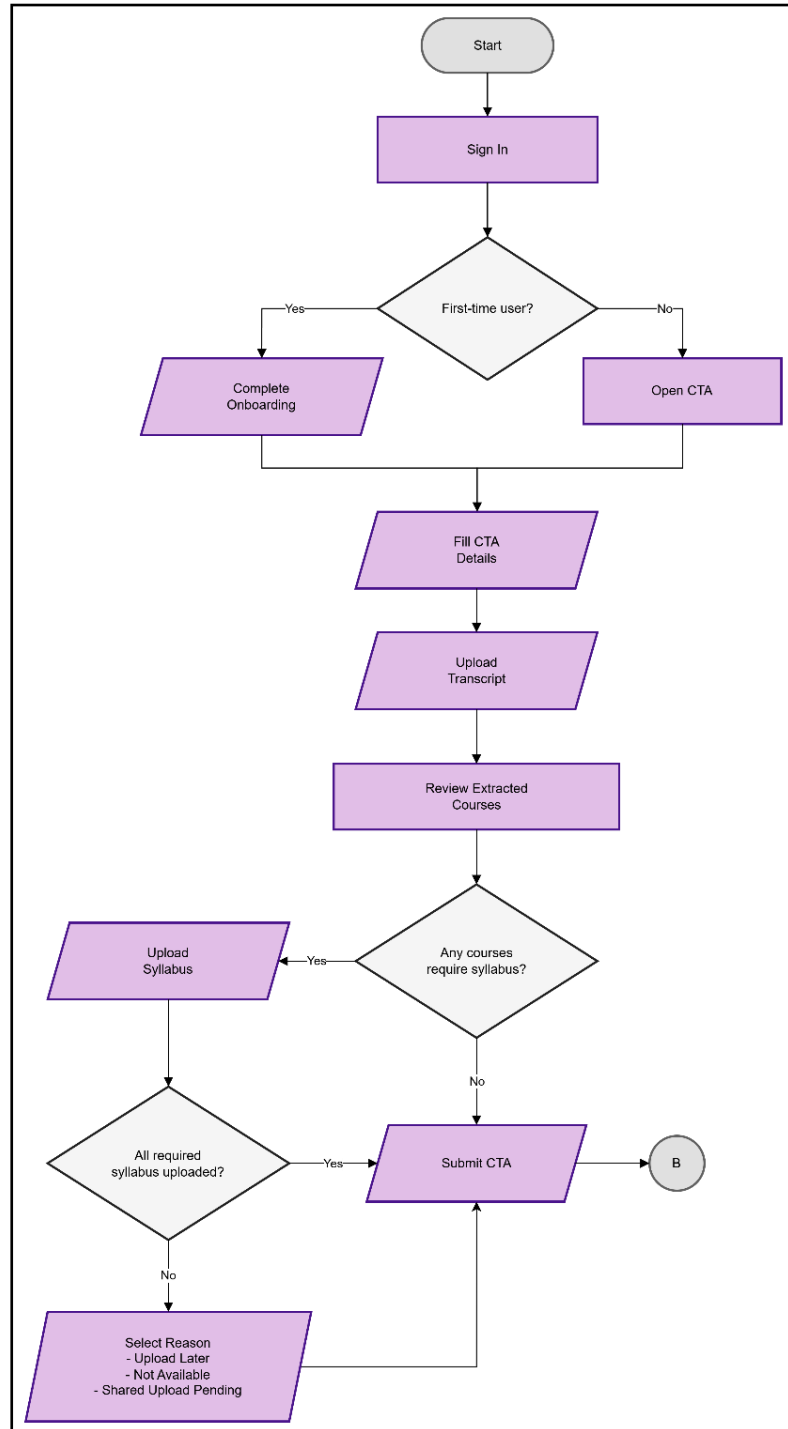 Start
Sign In
First-time user?
Yes
No
Complete
Onboarding
Open CTA
Fill CTA
Details
Upload
Transcript
Review Extracted
Courses
Any courses
require syllabus?
Yes
Upload
Syllabus
No
All required
syllabus uploaded?
Yes
Submit CTA
B
No
Select Reason
- Upload Later
- Not Available
- Shared Upload Pending